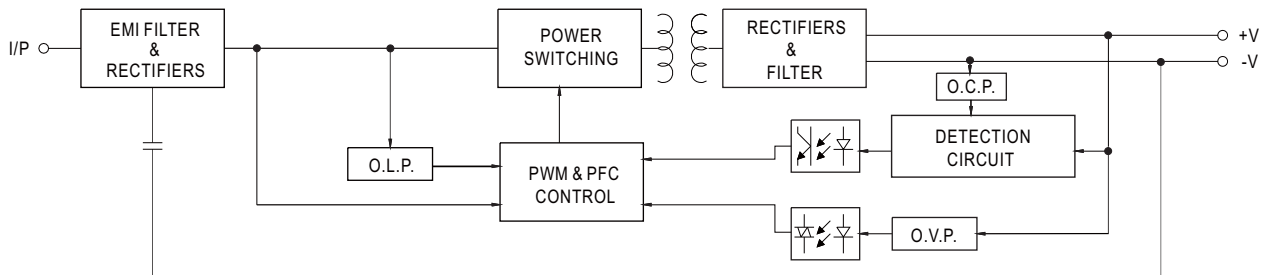 I/P
EMI FILTER
&
RECTIFIERS
POWER
SWITCHING
RECTIFIERS
&
FILTER
+V
-V
O.C.P.
DETECTION
CIRCUIT
O.L.P.
PWM & PFC
CONTROL
O.V.P.